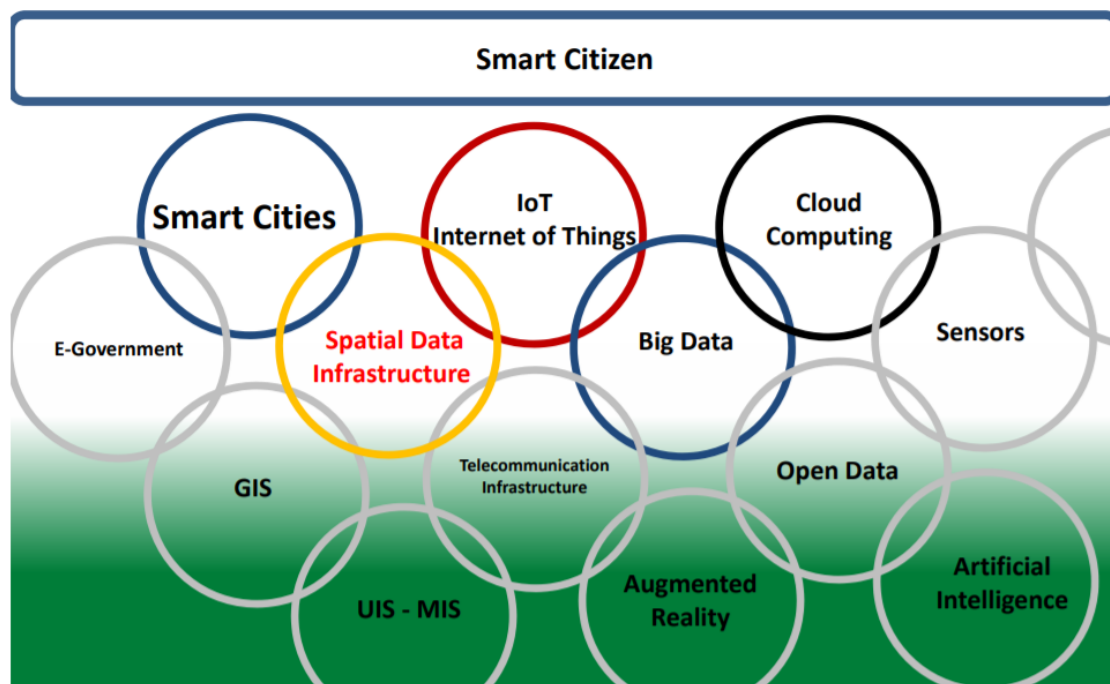 Smart Citizen
Smart Cities
IoT
Internet of Things
Cloud
Computing
E-Government
Spatial Data
Infrastructure
Big Data
Sensors
GIS
Telecommunication
Infrastructure
Open Data
UIS - MIS
Augmented
Reality
Artificial
Intelligence